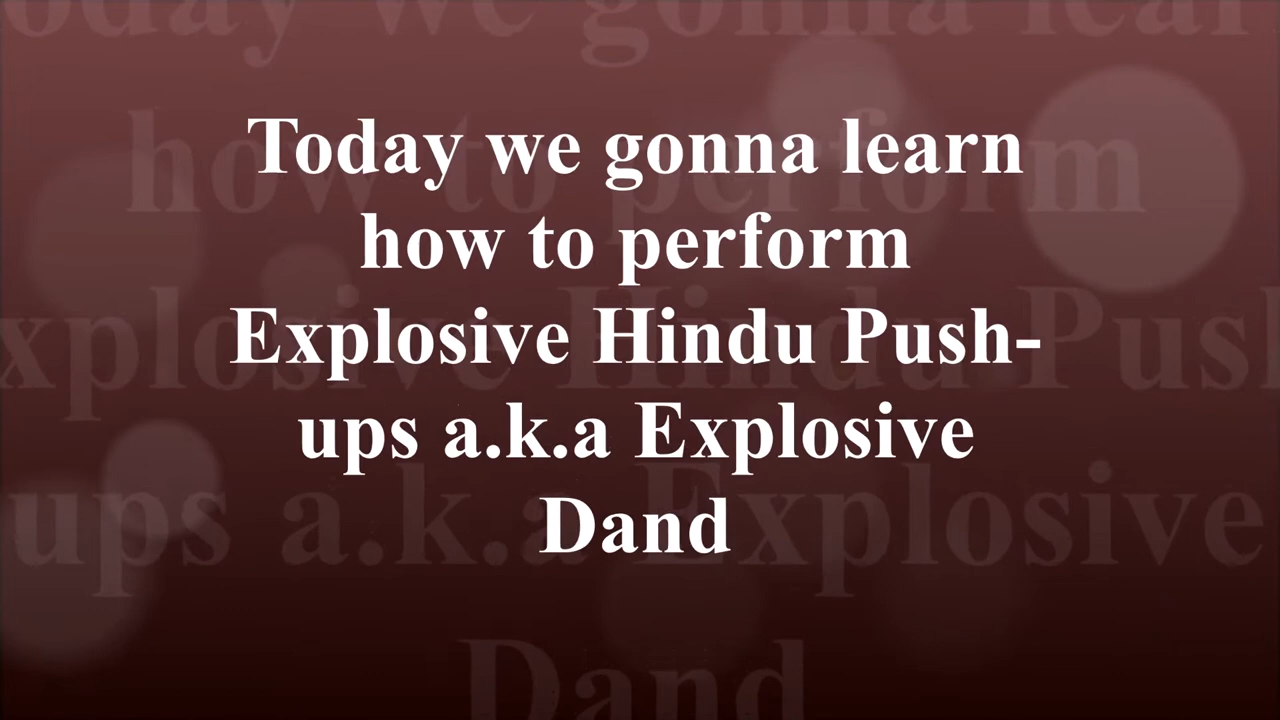 Today we gonna learn
how to perform
Explosive Hindu Push-
ups a.k.a Explosive
Dand